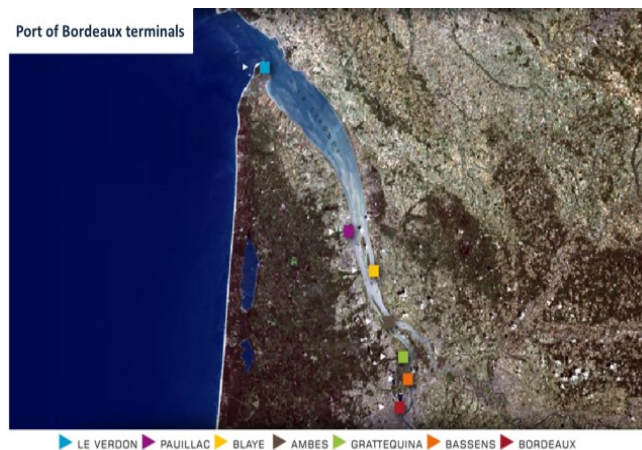 Port of Bordeaux terminals
LE VERDON PAUILLAC BLAYE AMBES GRATTEQUINA BASSENS BORDEAUX